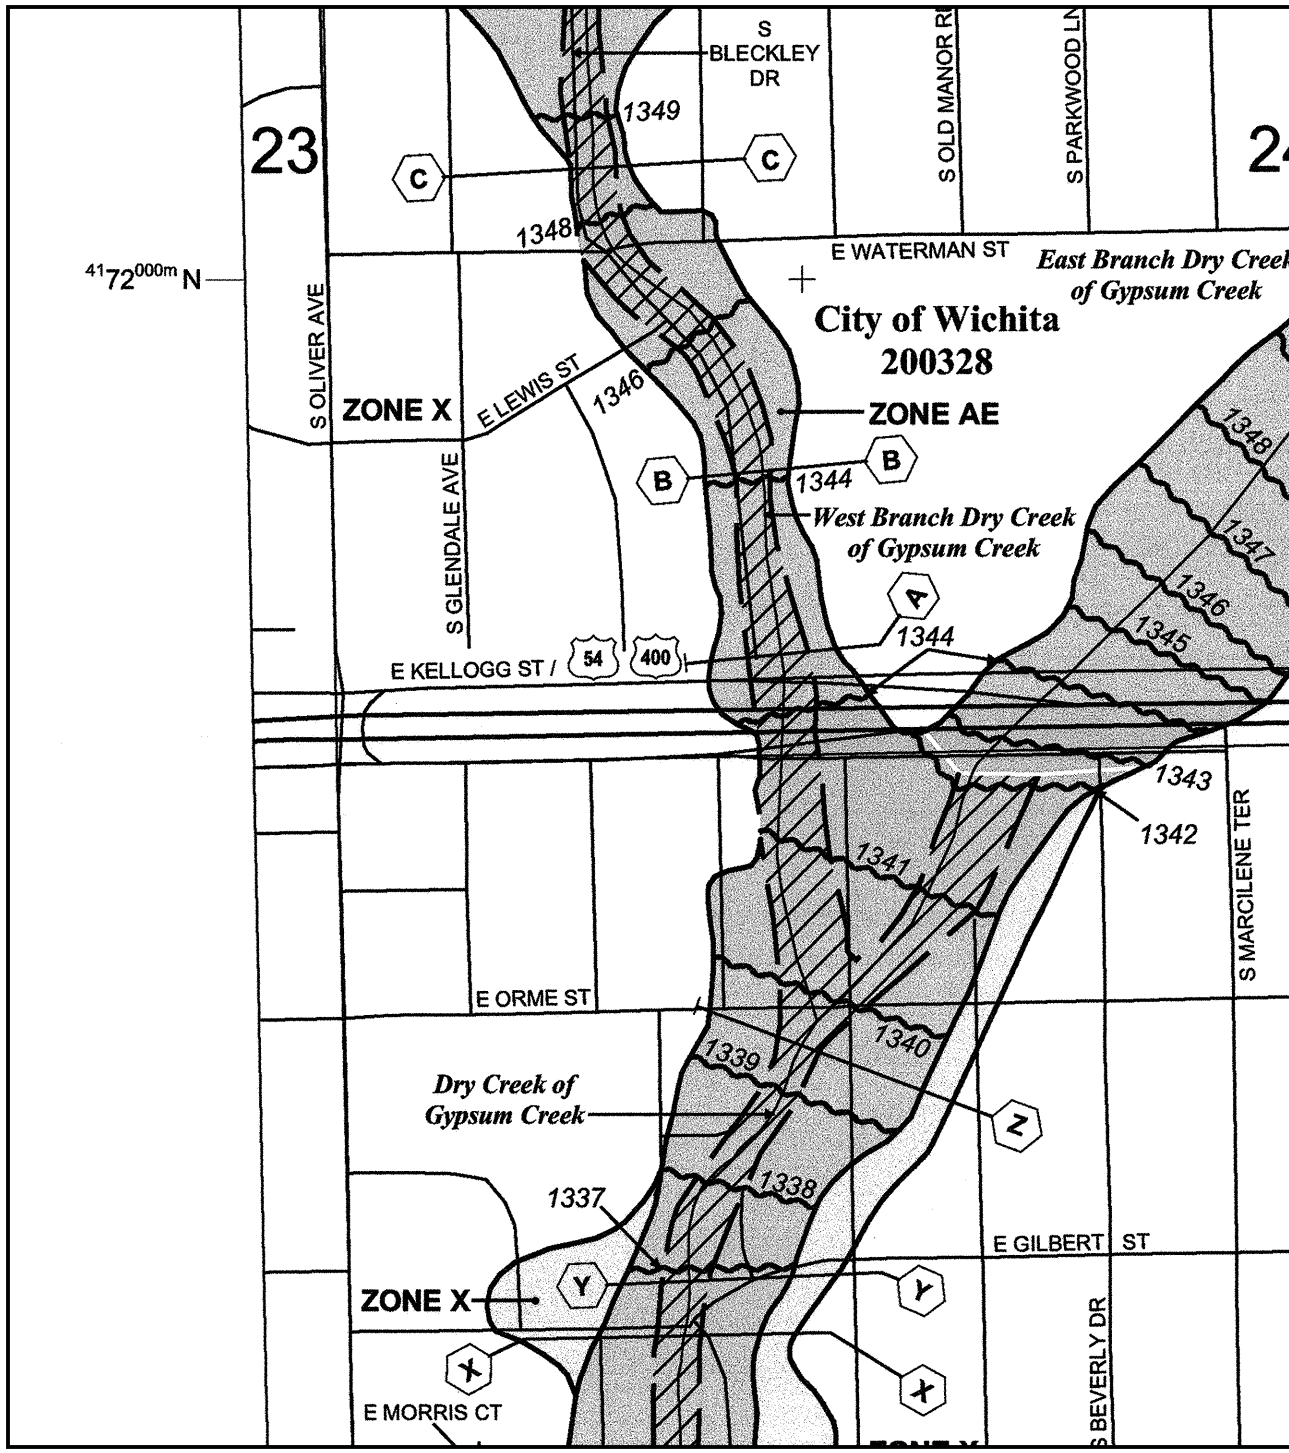 S
BLECKLEY
DR
S OLD MANOR
S PARKWOOD LN
1349
23
C
C
1348
E WATERMAN ST
East Branch Dry Creek
of Gypsum Creek
4172000m N
City of Wichita
200328
S OLIVER AVE
E LEWIS ST
1346
ZONE X
ZONE AE
1348
B
B
1344
S GLENDALE AVE
West Branch Dry Creek
of Gypsum Creek
1347
1346
A
1344
1345
E KELLOGG ST /
54
400
1343
1342
S MARCILENE TER
1341
E ORME ST
1340
1339
Dry Creek of
Gypsum Creek
Z
1338
1337
E GILBERT ST
Y
Y
ZONE X
X
X
S BEVERLY DR
E MORRIS CT